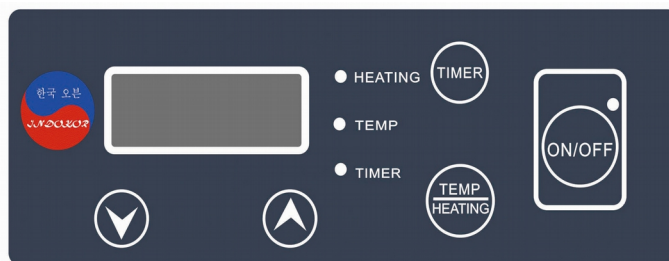 한국 오븐
INDOKOR
HEATING
TEMP
TIMER
TIMER
TEMP
HEATING
ON/OFF